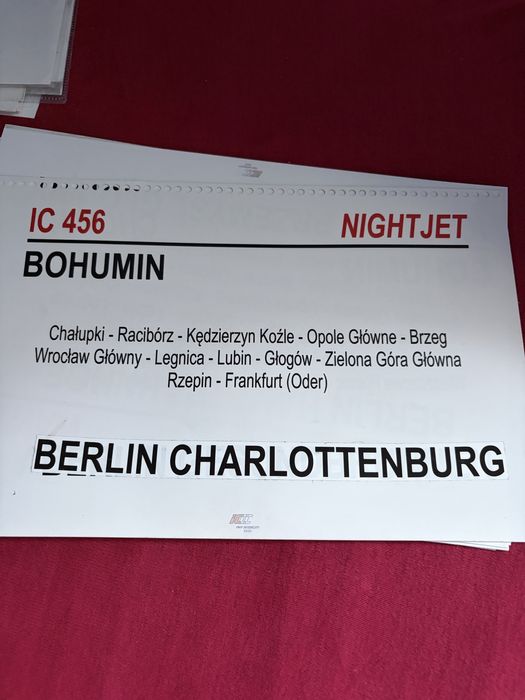 IC 456 NIGHTJET
BOHUMIN
Chałupki - Racibórz - Kędzierzyn Koźle - Opole Główne - Brzeg
Wrocław Główny - Legnica - Lubin - Głogów - Zielona Góra Główna
Rzepin - Frankfurt (Oder)
BERLIN CHARLOTTENBURG